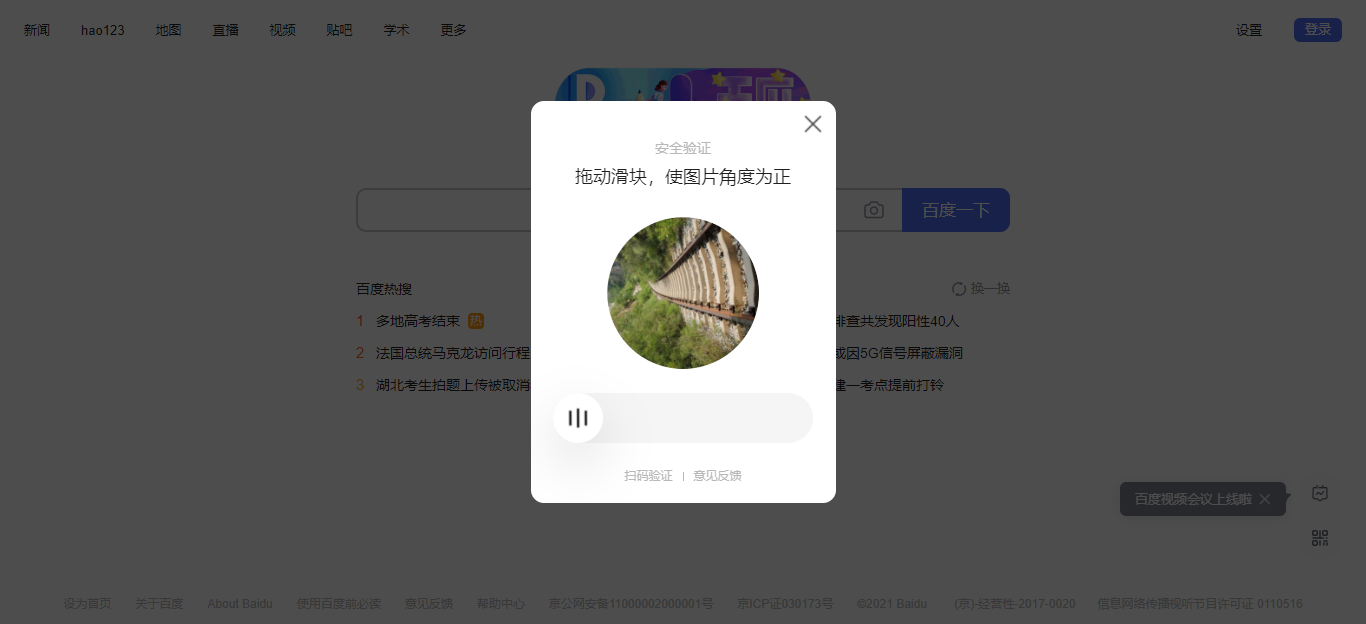 新闻 hao123 地图 直播 视频 贴吧 学术 更多 设置 登录
安全验证
拖动滑块，使图片角度为正
百度一下
百度热搜 换一换
1 多地高考结束 热 排查共发现阳性40人
2 法国总统马克龙访问行程 或因5G信号屏蔽漏洞
3 湖北考生拍题上传被取消 建一考点提前打铃
扫码验证 | 意见反馈
百度视频会议上线啦
设为首页 关于百度 About Baidu 使用百度前必读 意见反馈 帮助中心 京公网安备11000002000001号 京ICP证030173号 ©2021 Baidu (京)-经营性-2017-0020 信息网络传播视听节目许可证 0110516